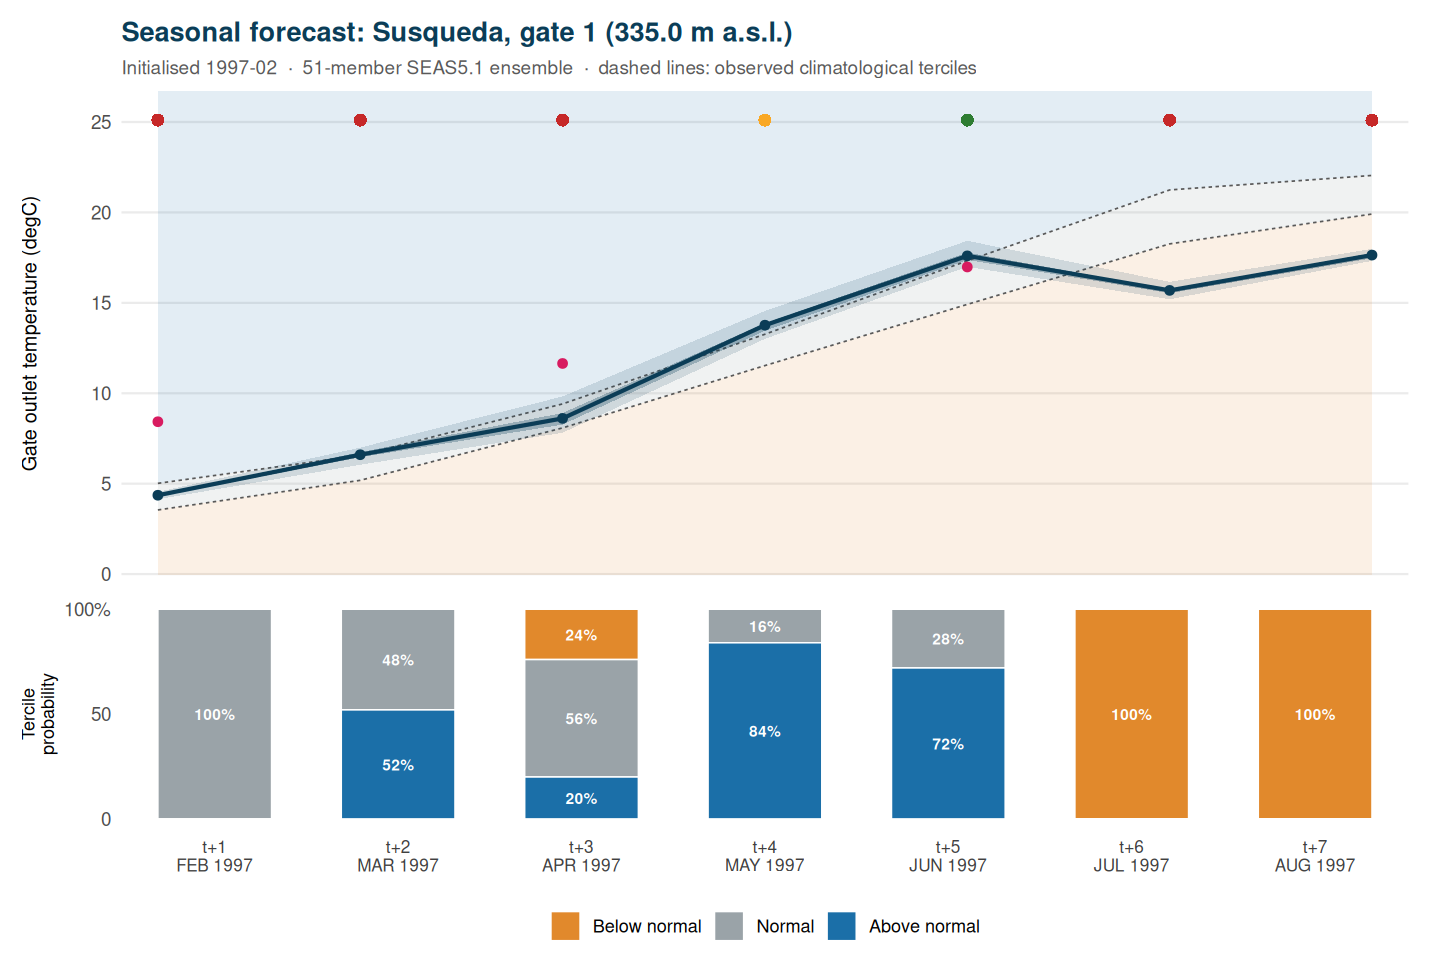 Seasonal forecast: Susqueda, gate 1 (335.0 m a.s.l.)
Initialised 1997-02 · 51-member SEAS5.1 ensemble · dashed lines: observed climatological terciles
Gate outlet temperature (degC)
25
20
15
10
5
0
Tercile
probability
100%
50
0
100%
48%
52%
24%
56%
20%
16%
84%
28%
72%
100%
100%
t+1
FEB 1997
t+2
MAR 1997
t+3
APR 1997
t+4
MAY 1997
t+5
JUN 1997
t+6
JUL 1997
t+7
AUG 1997
Below normal
Normal
Above normal